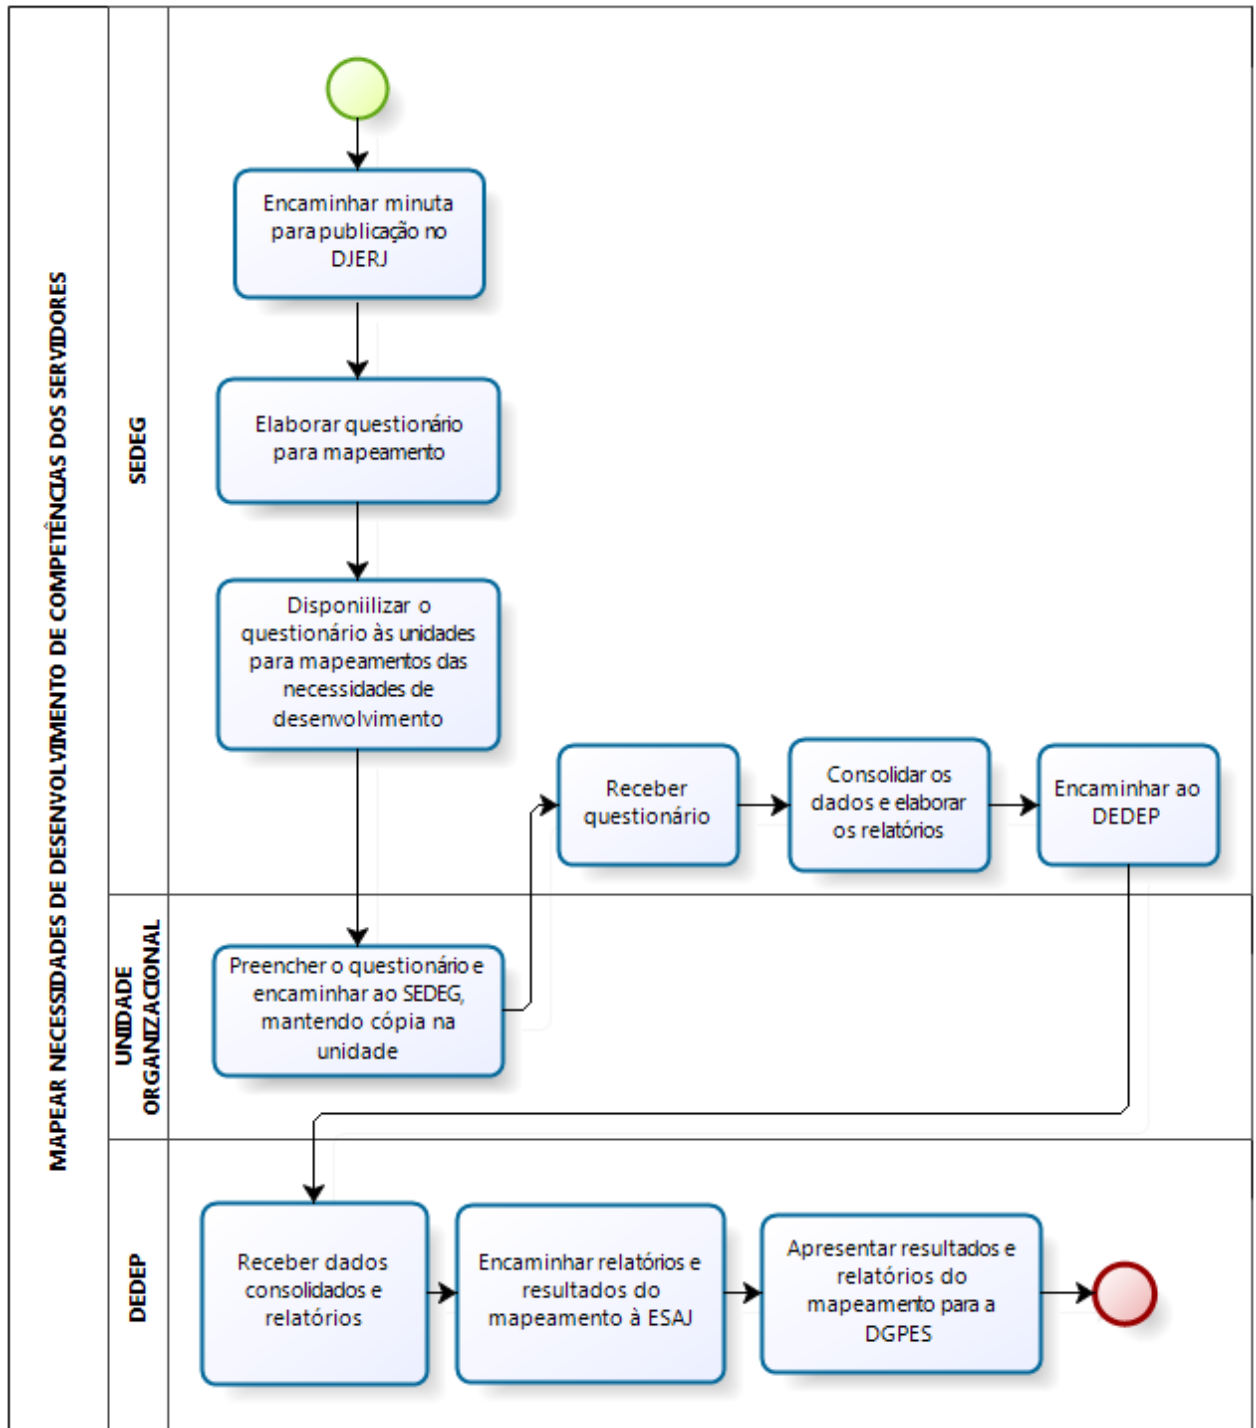 MAPEAR NECESSIDADES DE DESENVOLVIMENTO DE COMPETÊNCIAS DOS SERVIDORES
SEDEG
Encaminhar minuta
para publicação no
DJERJ
Elaborar questionário
para mapeamento
Disponiilizar o
questionário às unidades
para mapeamentos das
necessidades de
desenvolvimento
Receber
questionário
Consolidar os
dados e elaborar
os relatórios
Encaminhar ao
DEDEP
UNIDADE
ORGANIZACIONAL
Preencher o questionário e
encaminhar ao SEDEG,
mantendo cópia na
unidade
DEDEP
Receber dados
consolidados e
relatórios
Encaminhar relatórios e
resultados do
mapeamento à ESAJ
Apresentar resultados e
relatórios do
mapeamento para a
DGPES